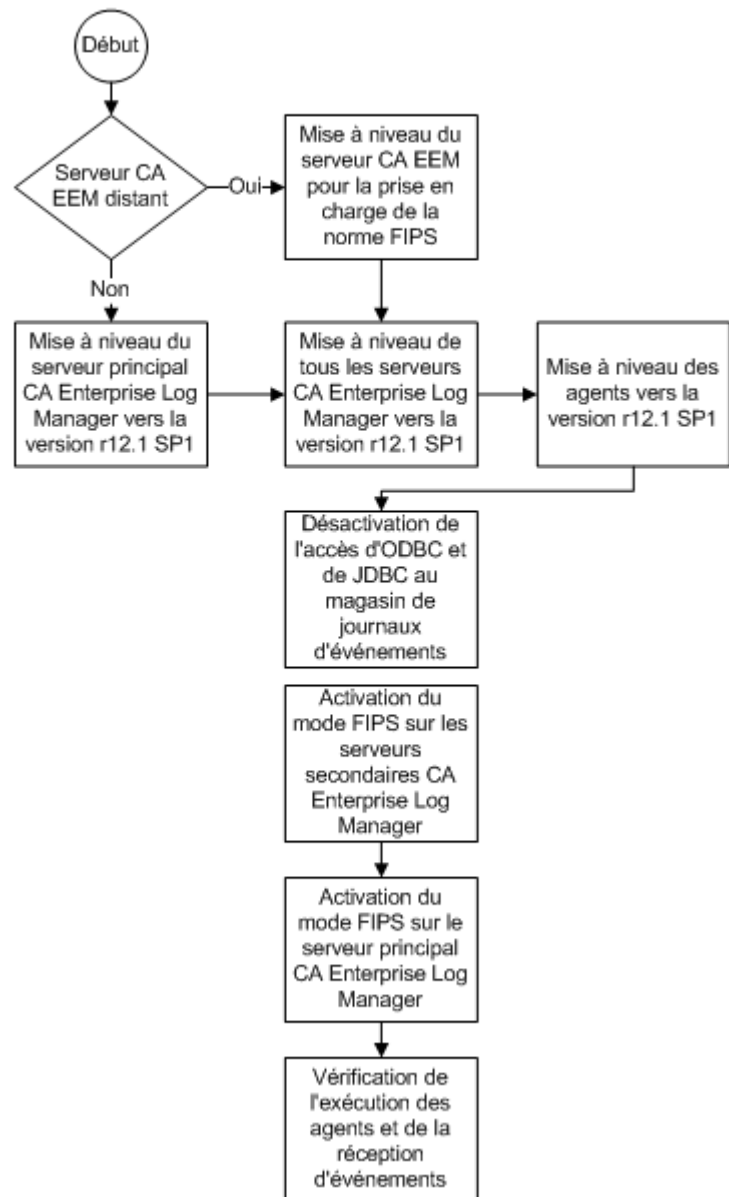 Début
Serveur CA
EEM distant
Oui
Mise à niveau du
serveur CA EEM
pour la prise en
charge de la
norme FIPS
Non
Mise à niveau du
serveur principal
CA Enterprise Log
Manager vers la
version r12.1 SP1
Mise à niveau de
tous les serveurs
CA Enterprise Log
Manager vers la
version r12.1 SP1
Mise à niveau des
agents vers la
version r12.1 SP1
Désactivation de
l'accès d'ODBC et
de JDBC au
magasin de
journaux
d'événements
Activation du
mode FIPS sur les
serveurs
secondaires CA
Enterprise Log
Manager
Activation du
mode FIPS sur le
serveur principal
CA Enterprise Log
Manager
Vérification de
l'exécution des
agents et de la
réception
d'événements